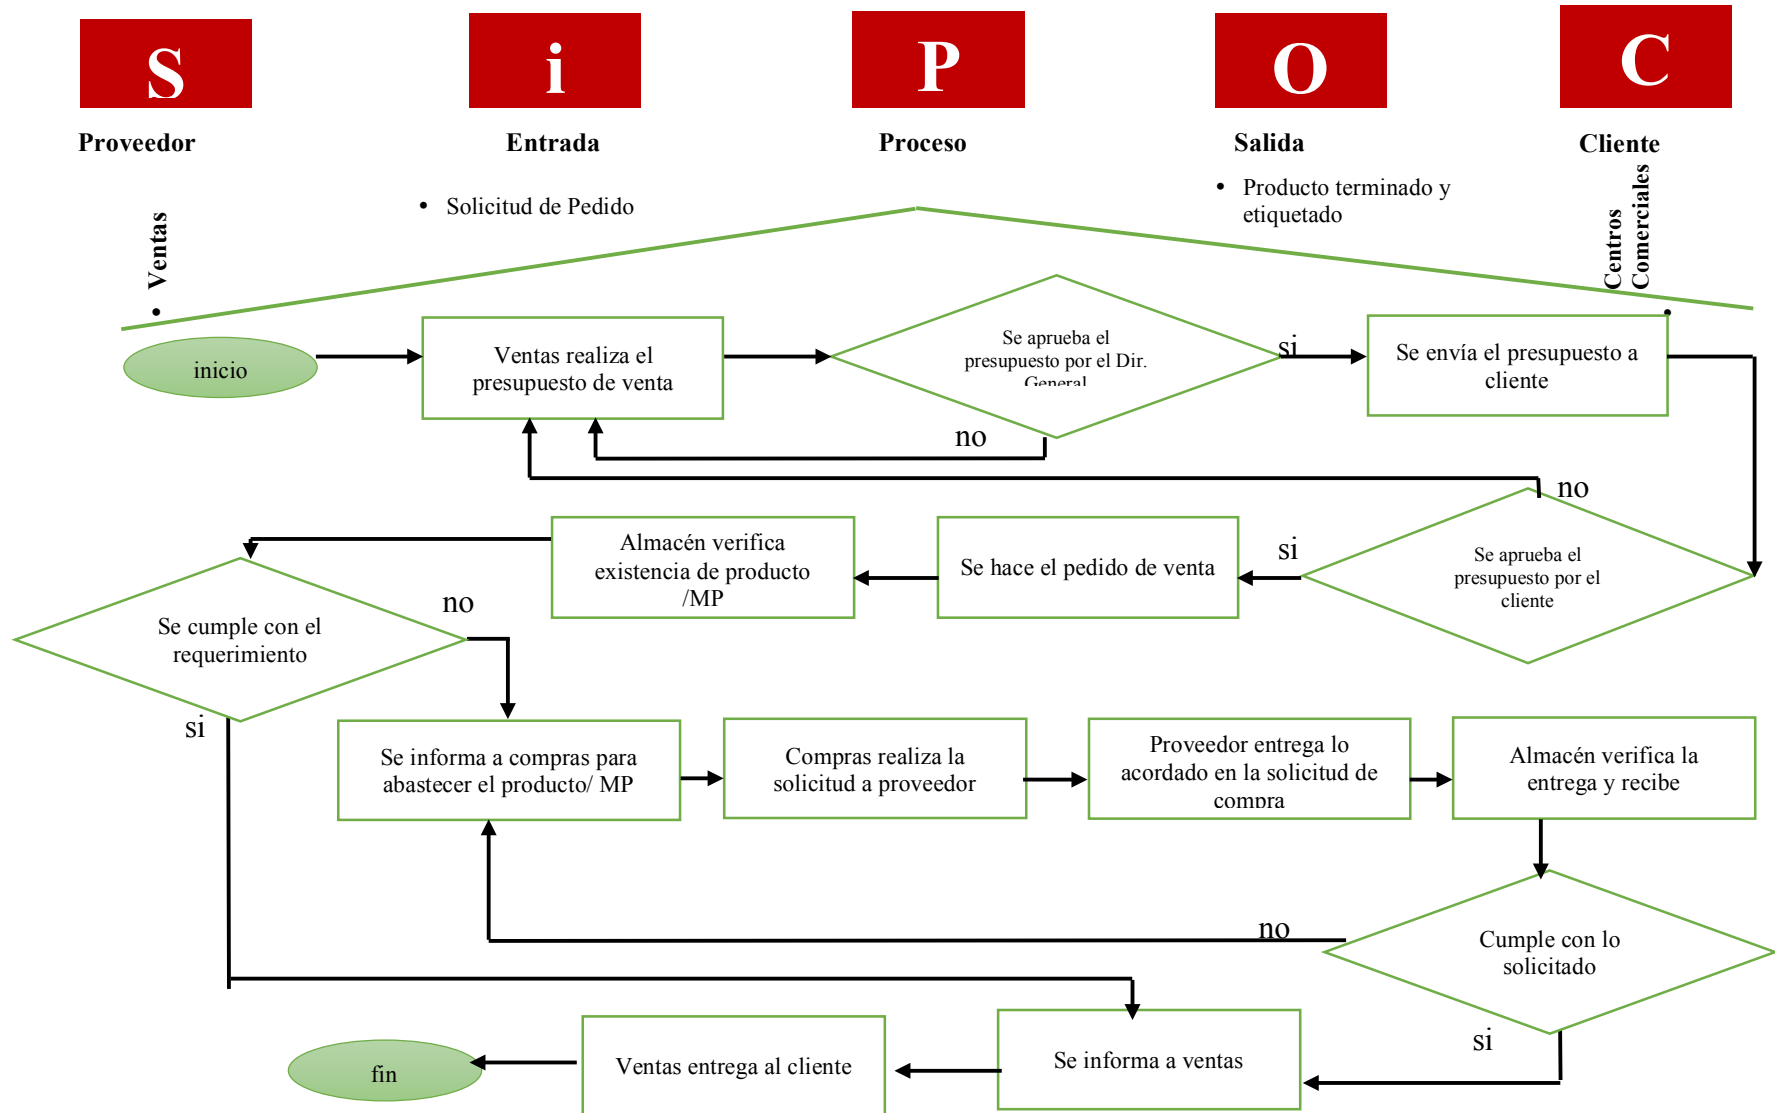 S
i
P
O
C
Proveedor
Entrada
Proceso
Salida
Cliente
• Ventas
• Solicitud de Pedido
• Producto terminado y
etiquetado
• Centros
Comerciales
inicio
Ventas realiza el
presupuesto de venta
Se aprueba el
presupuesto por el Dir.
General
si
Se envía el presupuesto a
cliente
no
no
Se aprueba el
presupuesto por el
cliente
si
Se hace el pedido de venta
Almacén verifica
existencia de producto
/MP
Se cumple con el
requerimiento
no
si
Se informa a compras para
abastecer el producto/ MP
Compras realiza la
solicitud a proveedor
Proveedor entrega lo
acordado en la solicitud de
compra
Almacén verifica la
entrega y recibe
no
Cumple con lo
solicitado
si
Se informa a ventas
Ventas entrega al cliente
fin